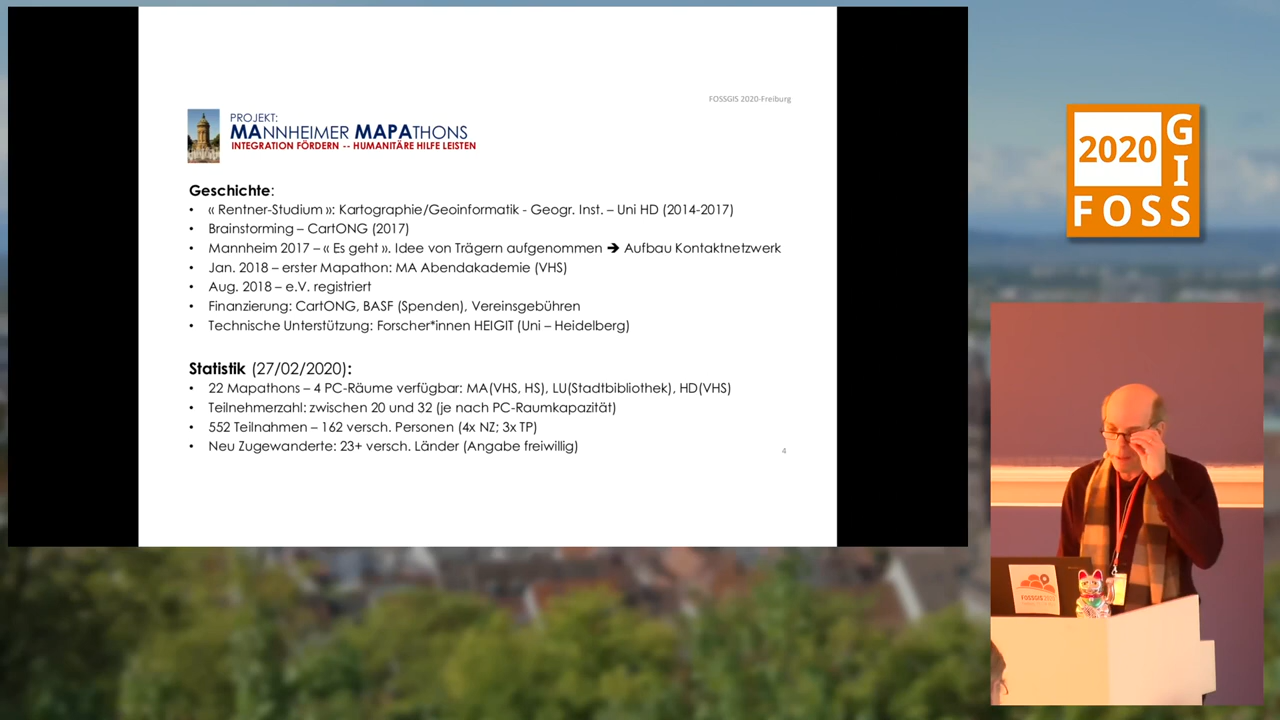 FOSSGIS 2020-Freiburg
PROJEKT:
MANNHEIMER MAPATHONS
INTEGRATION FÖRDERN -- HUMANITÄRE HILFE LEISTEN
Geschichte:
• « Rentner-Studium »: Kartographie/Geoinformatik - Geogr. Inst. – Uni HD (2014-2017)
• Brainstorming – CartONG (2017)
• Mannheim 2017 – « Es geht ». Idee von Trägern aufgenommen ➔ Aufbau Kontaktnetzwerk
• Jan. 2018 – erster Mapathon: MA Abendakademie (VHS)
• Aug. 2018 – e.V. registriert
• Finanzierung: CartONG, BASF (Spenden), Vereinsgebühren
• Technische Unterstützung: Forscher*innen HEIGIT (Uni – Heidelberg)
Statistik (27/02/2020):
• 22 Mapathons – 4 PC-Räume verfügbar: MA(VHS, HS), LU(Stadtbibliothek), HD(VHS)
• Teilnehmerzahl: zwischen 20 und 32 (je nach PC-Raumkapazität)
• 552 Teilnahmen – 162 versch. Personen (4x NZ; 3x TP)
• Neu Zugewanderte: 23+ versch. Länder (Angabe freiwillig)
4
2020 G
I
FOSS
FOSSGIS